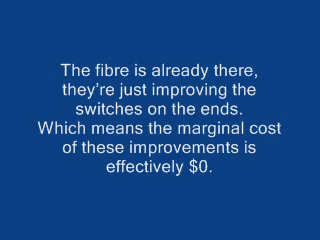 The fibre is already there,
they're just improving the
switches on the ends.
Which means the marginal cost
of these improvements is
effectively $0.